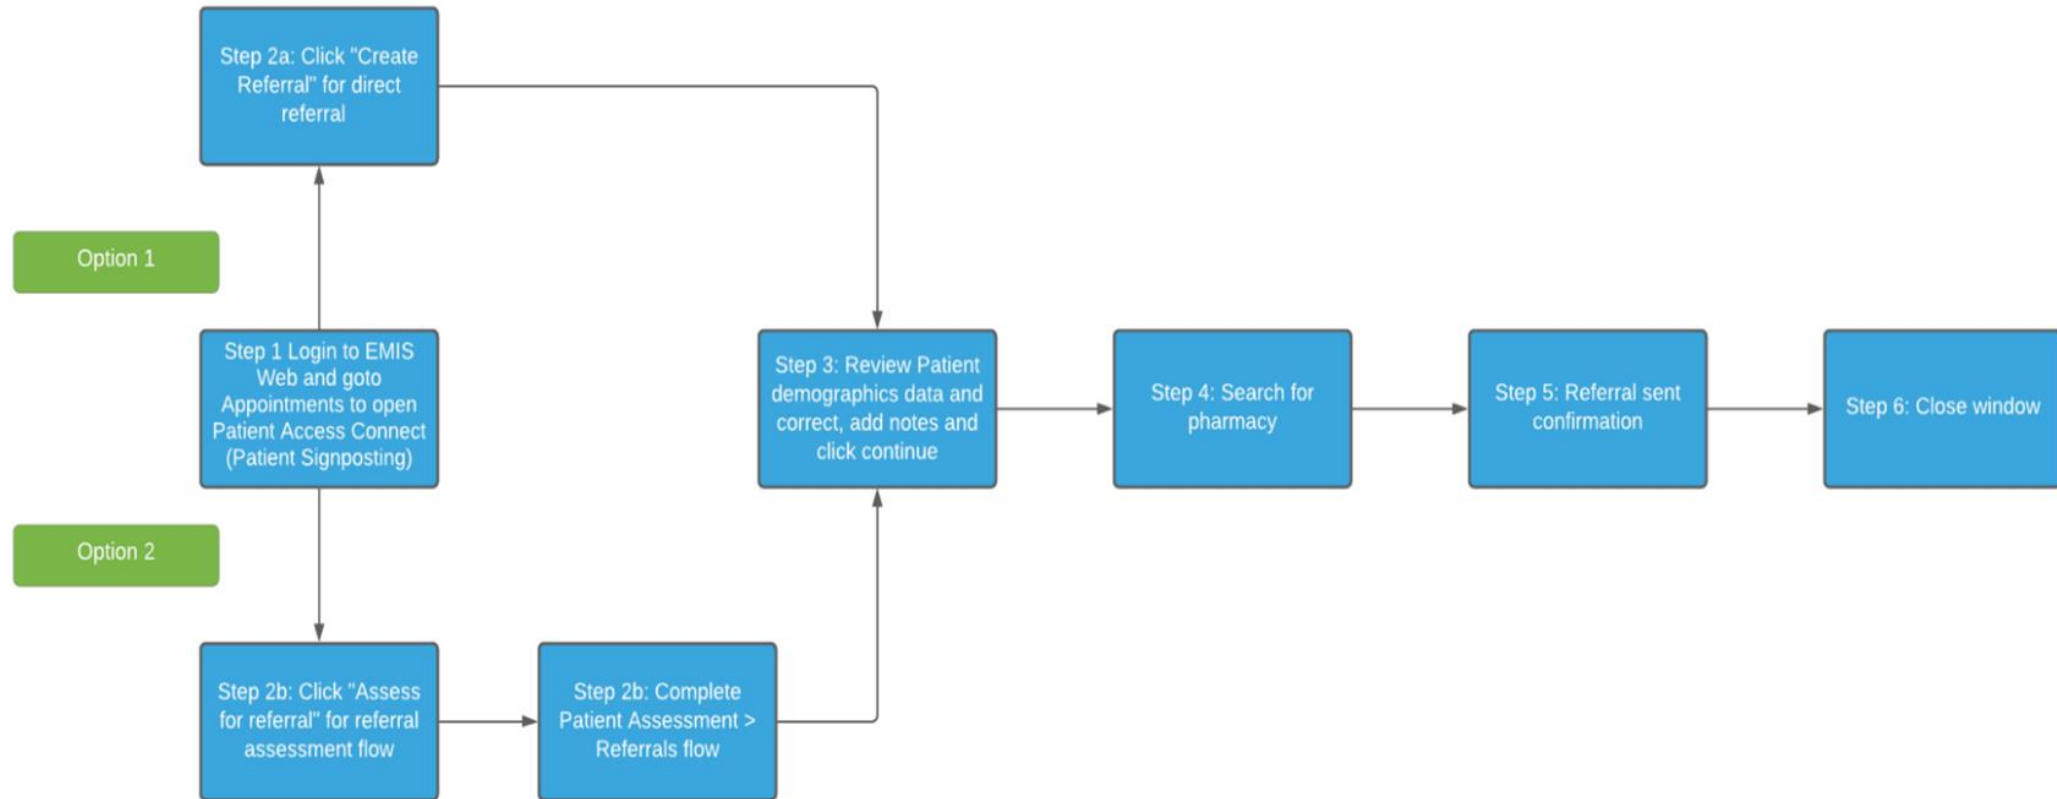 Step 2a: Click "Create
Referral" for direct
referral
Option 1
Step 1 Login to EMIS
Web and goto
Appointments to open
Patient Access Connect
(Patient Signposting)
Step 3: Review Patient
demographics data and
correct, add notes and
click continue
Step 4: Search for
pharmacy
Step 5: Referral sent
confirmation
Step 6: Close window
Option 2
Step 2b: Click "Assess
for referral" for referral
assessment flow
Step 2b: Complete
Patient Assessment >
Referrals flow